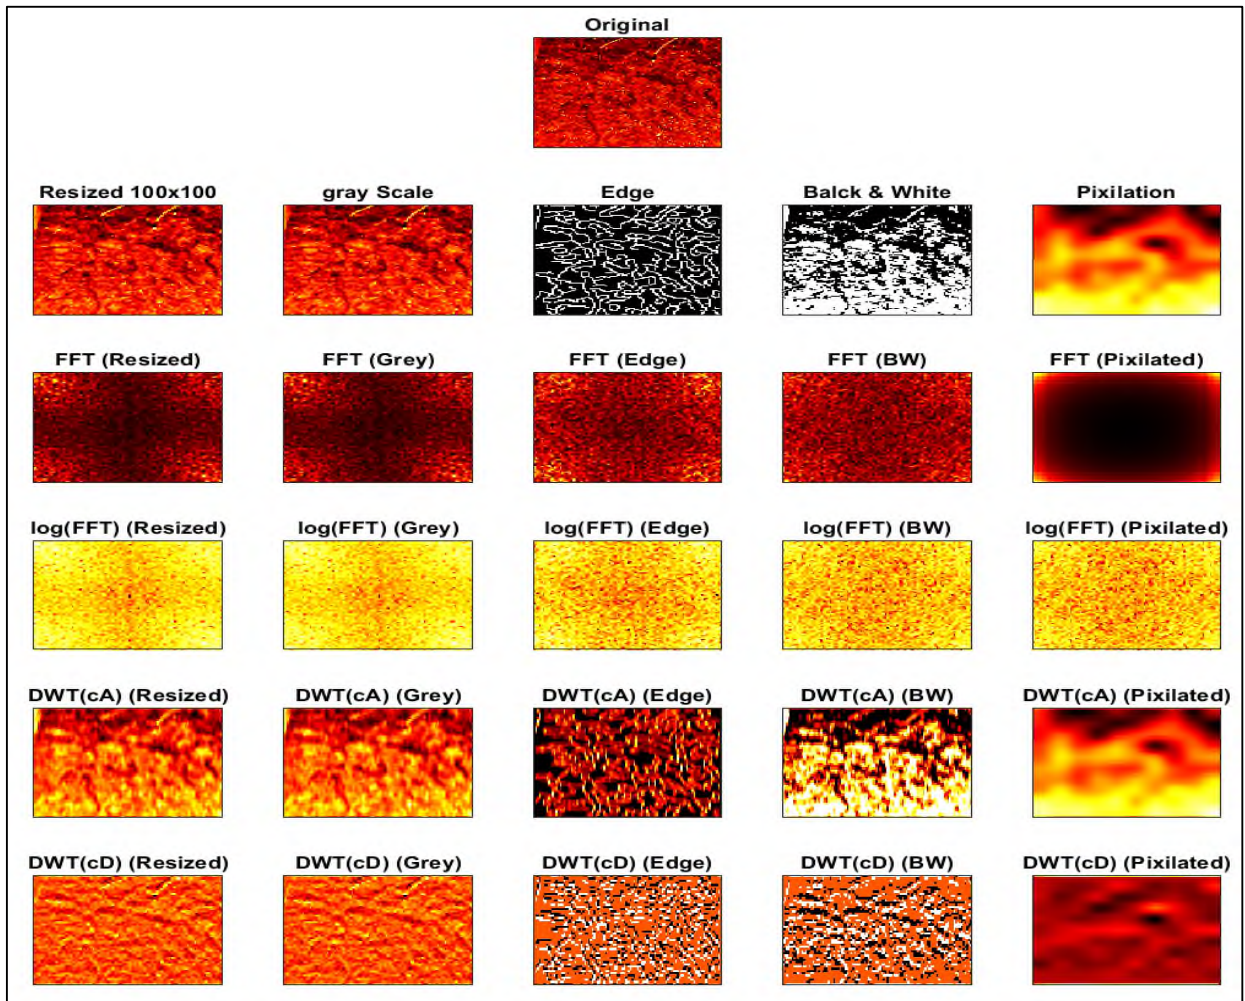 Original
Resized 100x100 gray Scale Edge Balck & White Pixilation
FFT (Resized) FFT (Grey) FFT (Edge) FFT (BW) FFT (Pixilated)
log(FFT) (Resized) log(FFT) (Grey) log(FFT) (Edge) log(FFT) (BW) log(FFT) (Pixilated)
DWT(cA) (Resized) DWT(cA) (Grey) DWT(cA) (Edge) DWT(cA) (BW) DWT(cA) (Pixilated)
DWT(cD) (Resized) DWT(cD) (Grey) DWT(cD) (Edge) DWT(cD) (BW) DWT(cD) (Pixilated)